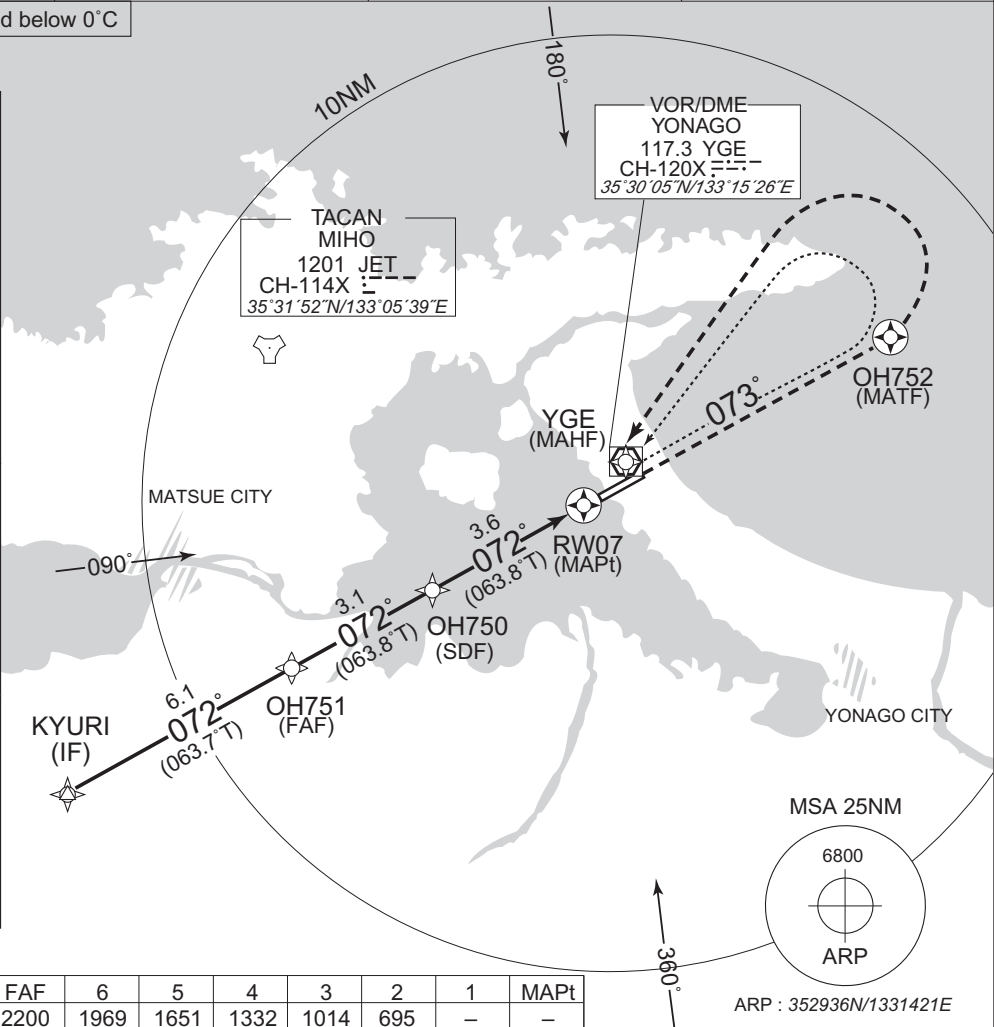 d below 0°C
10NM
180°
VOR/DME
YONAGO
117.3 YGE
CH-120X
35°30´05˝N/133°15´26˝E
TACAN
MIHO
1201 JET
CH-114X
35°31´52˝N/133°05´39˝E
OH752
(MATF)
073°
YGE
(MAHF)
MATSUE CITY
090°
RW07
(MAPt)
3.6
072°
(063.8°T)
OH750
(SDF)
3.1
072°
(063.8°T)
OH751
(FAF)
6.1
072°
(063.7°T)
KYURI
(IF)
YONAGO CITY
MSA 25NM
6800
ARP
360°
ARP : 352936N/1331421E
FAF 6 5 4 3 2 1 MAPt
2200 1969 1651 1332 1014 695 – –